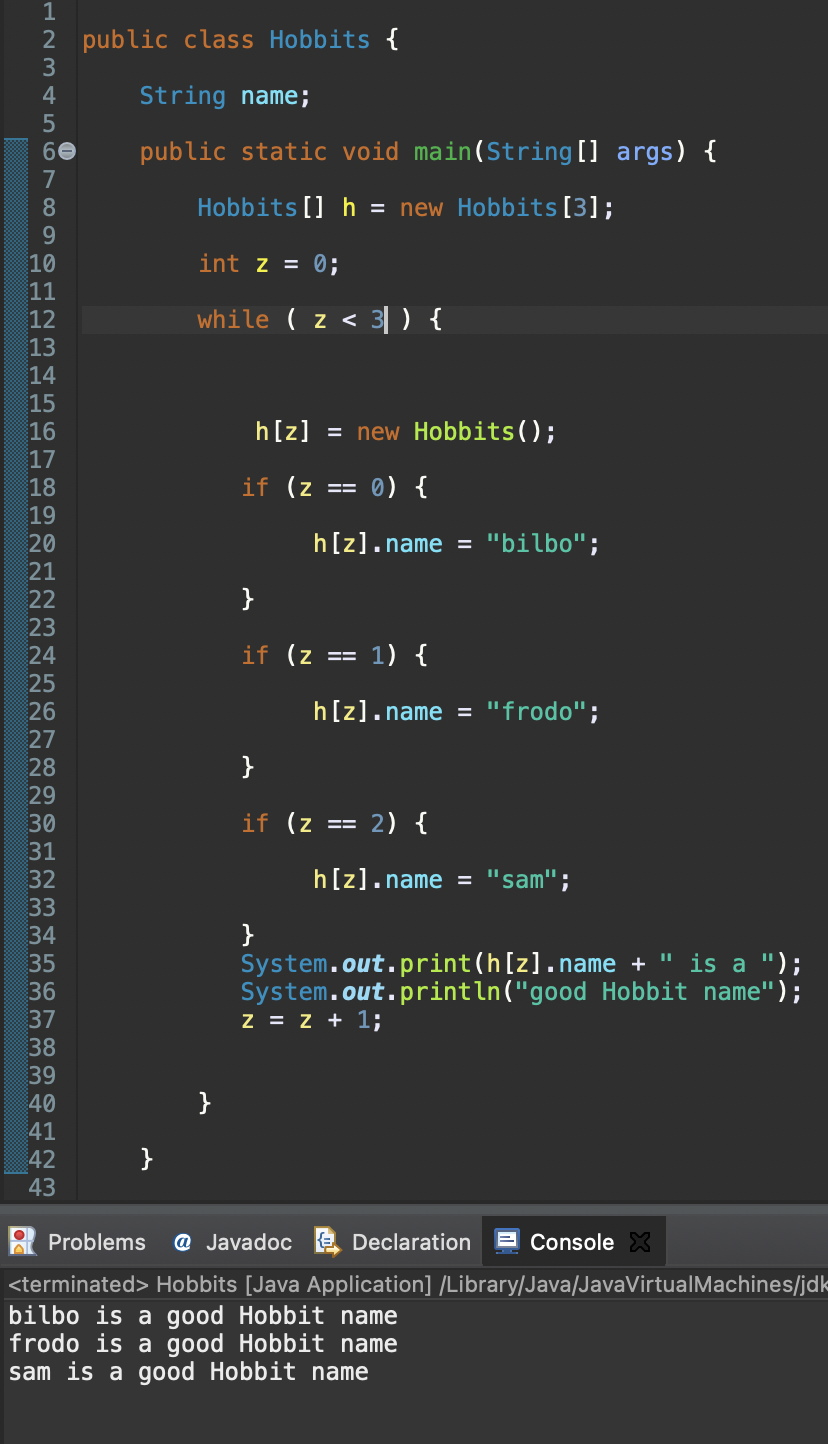 1
2 public class Hobbits {
3
4 String name;
5
6 public static void main(String[] args) {
7
8 Hobbits[] h = new Hobbits[3];
9
10 int z = 0;
11
12 while ( z < 3 ) {
13
14
15
16 h[z] = new Hobbits();
17
18 if (z == 0) {
19
20 h[z].name = "bilbo";
21
22 }
23
24 if (z == 1) {
25
26 h[z].name = "frodo";
27
28 }
29
30 if (z == 2) {
31
32 h[z].name = "sam";
33
34 }
35 System.out.print(h[z].name + " is a ");
36 System.out.println("good Hobbit name");
37 z = z + 1;
38
39
40 }
41
42 }
43
Problems @ Javadoc Declaration Console
<terminated> Hobbits [Java Application] /Library/Java/JavaVirtualMachines/jdk
bilbo is a good Hobbit name
frodo is a good Hobbit name
sam is a good Hobbit name